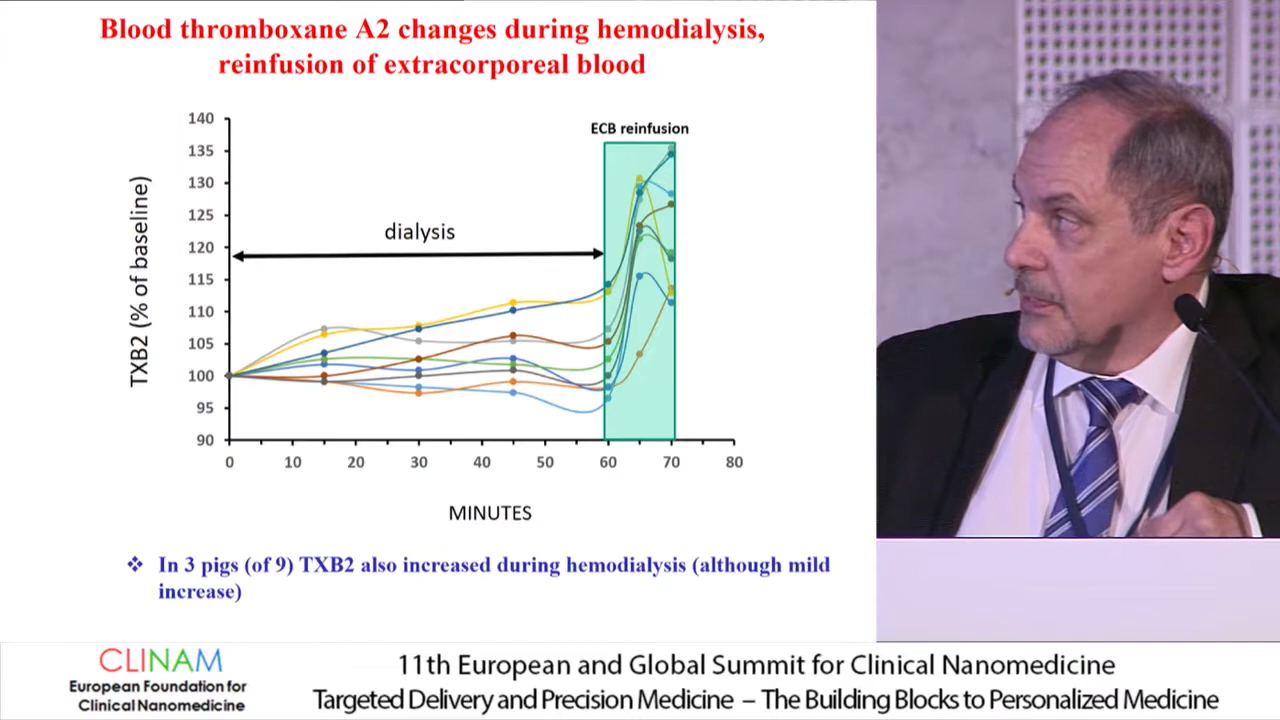 Blood thromboxane A2 changes during hemodialysis,
reinfusion of extracorporeal blood
140
135
130
125
120
115
110
105
100
95
90
TXB2 (% of baseline)
ECB reinfusion
dialysis
0 10 20 30 40 50 60 70 80
MINUTES
❖ In 3 pigs (of 9) TXB2 also increased during hemodialysis (although mild
increase)
CLINAM
European Foundation for
Clinical Nanomedicine
11th European and Global Summit for Clinical Nanomedicine
Targeted Delivery and Precision Medicine – The Building Blocks to Personalized Medicine